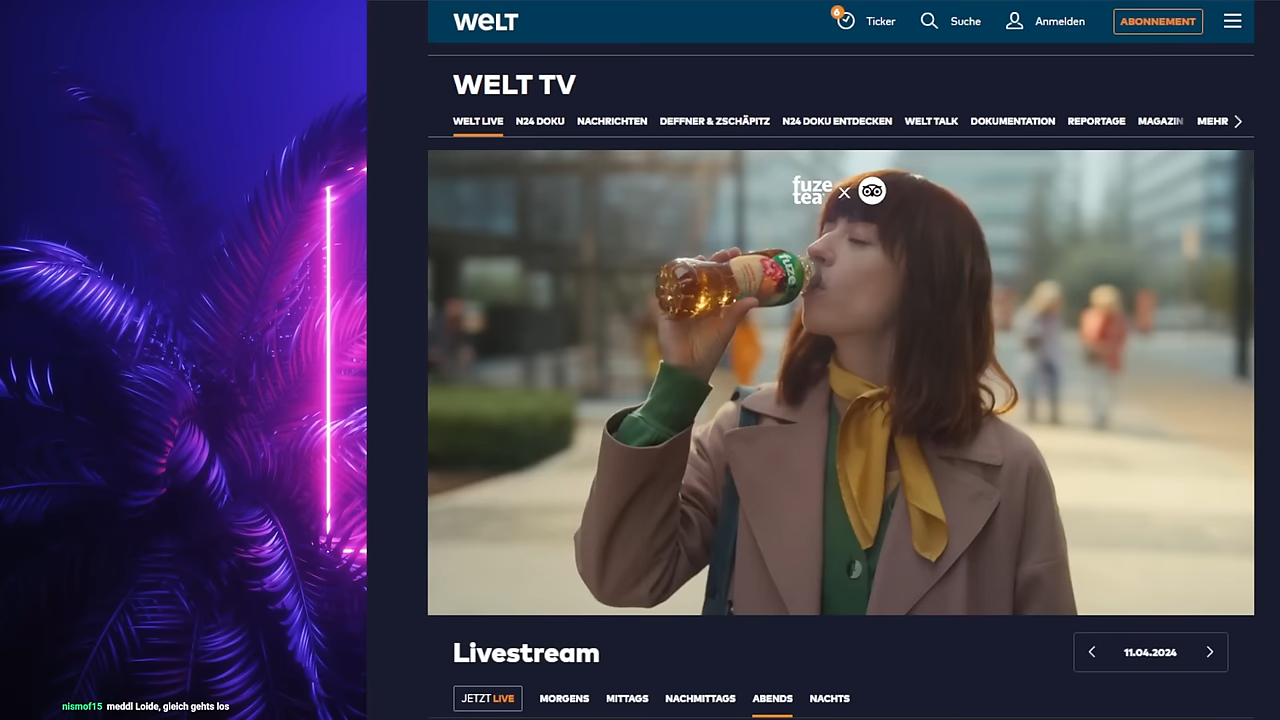 WELT
6
Ticker
Suche
Anmelden
ABONNEMENT
WELT TV
WELT LIVE
N24 DOKU
NACHRICHTEN
DEFFNER & ZSCHÄPITZ
N24 DOKU ENTDECKEN
WELT TALK
DOKUMENTATION
REPORTAGE
MAGAZIN
MEHR
fuze
tea
X
fuze
Livestream
11.04.2024
JETZT LIVE
MORGENS
MITTAGS
NACHMITTAGS
ABENDS
NACHTS
nismof15 meddl Loide, gleich gehts los